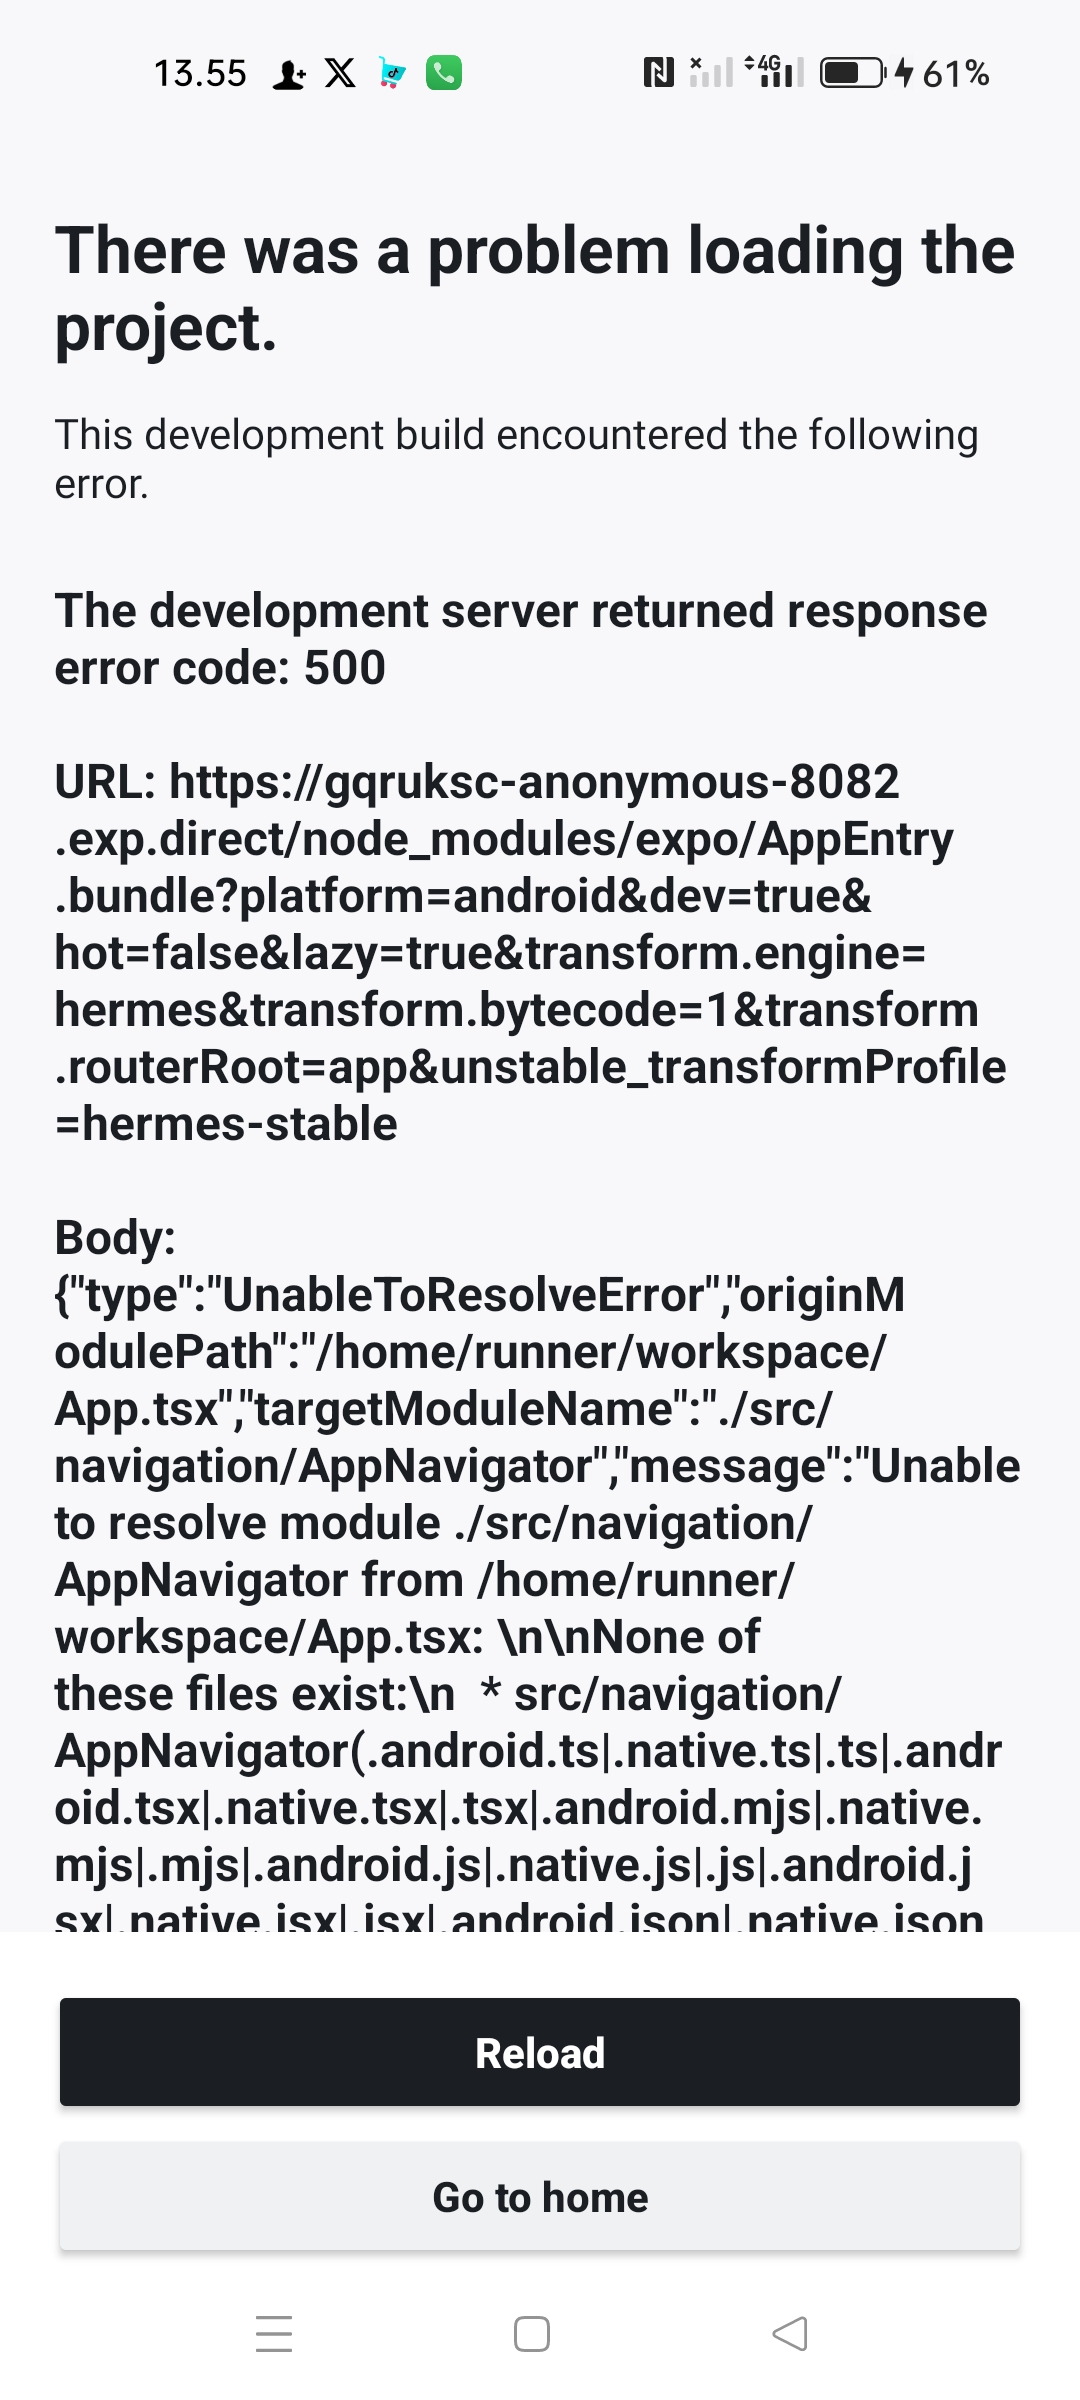 13.55
4G
61%
There was a problem loading the
project.
This development build encountered the following
error.
The development server returned response
error code: 500
URL: https://gqruksc-anonymous-8082
.exp.direct/node_modules/expo/AppEntry
.bundle?platform=android&dev=true&
hot=false&lazy=true&transform.engine=
hermes&transform.bytecode=1&transform
.routerRoot=app&unstable_transformProfile
=hermes-stable
Body:
{"type":"UnableToResolveError","originM
odulePath":"/home/runner/workspace/
App.tsx","targetModuleName":"./src/
navigation/AppNavigator","message":"Unable
to resolve module ./src/navigation/
AppNavigator from /home/runner/
workspace/App.tsx: \n\nNone of
these files exist:\n  * src/navigation/
AppNavigator(.android.ts|.native.ts|.ts|.andr
oid.tsx|.native.tsx|.tsx|.android.mjs|.native.
mjs|.mjs|.android.js|.native.js|.js|.android.j
sx|.native.jsx|.jsx|.android.json|.native.json
Reload
Go to home